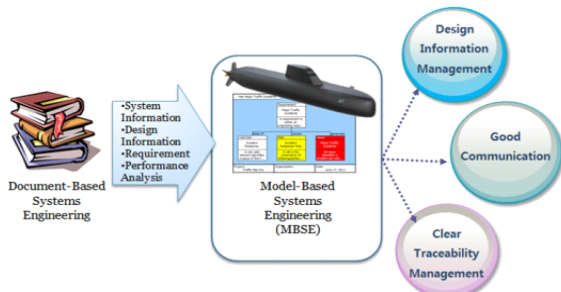 Document-Based
Systems
Engineering
•System
Information
•Design
Information
•Requirement
•Performance
Analysis
Model-Based
Systems
Engineering
(MBSE)
Design
Information
Management
Good
Communication
Clear
Traceability
Management